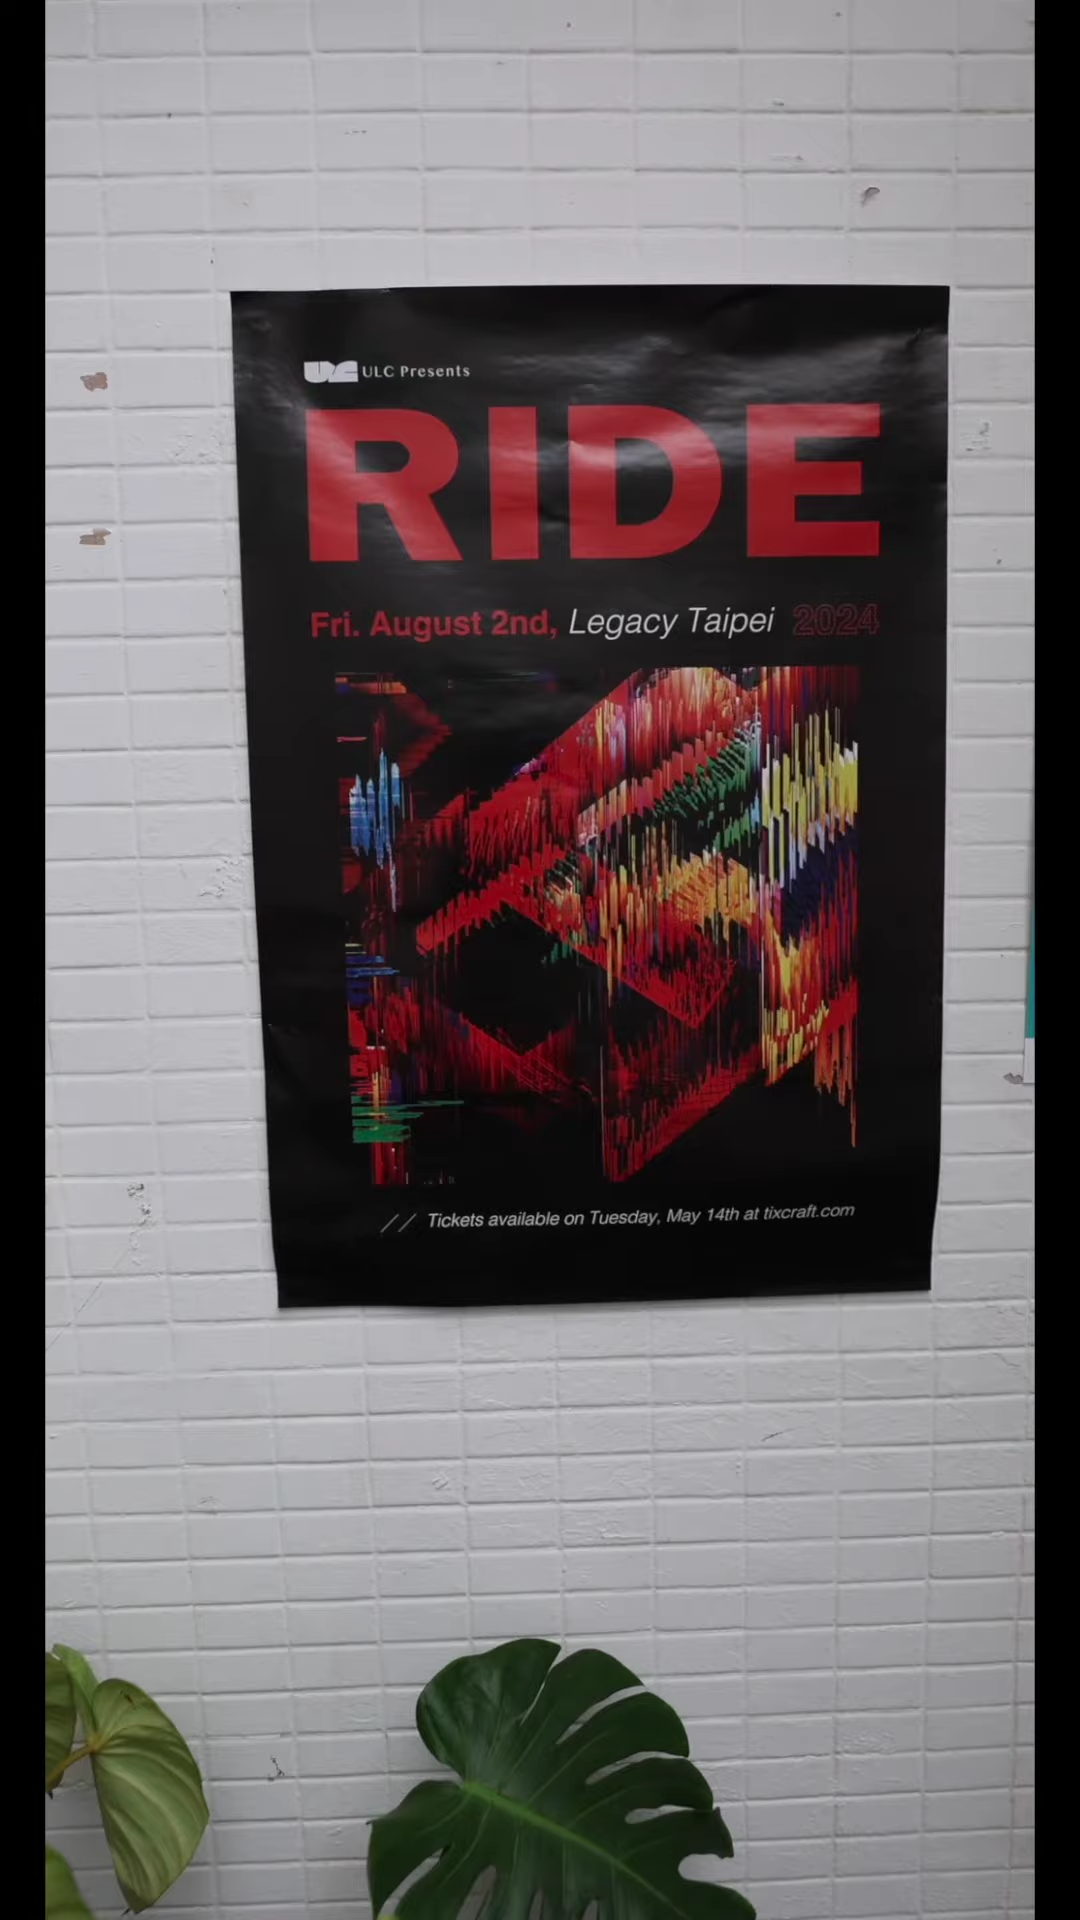 ULC Presents
RIDE
Fri. August 2nd, Legacy Taipei 2024
// Tickets available on Tuesday, May 14th at tixcraft.com